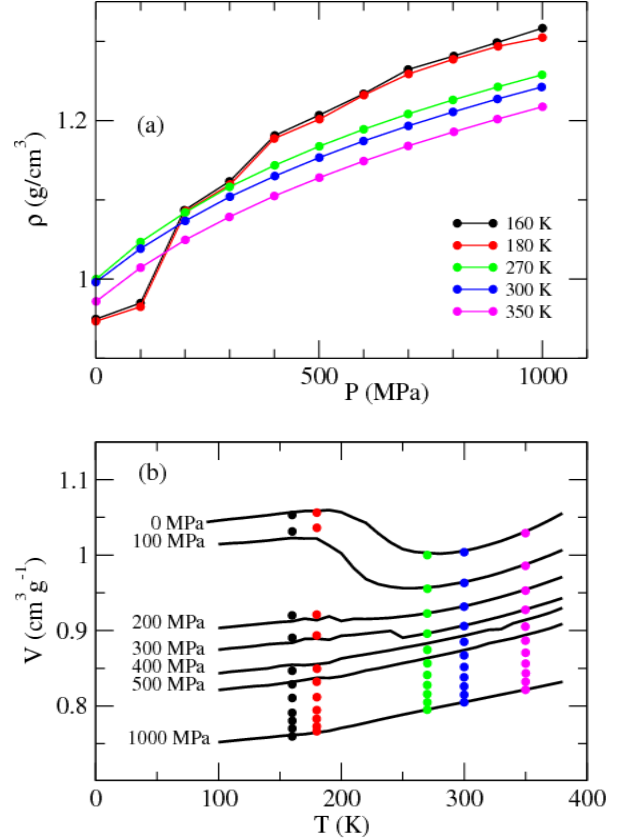 (a)
1.2
1
ρ (g/cm³)
160 K
180 K
270 K
300 K
350 K
0 500 1000
P (MPa)
(b)
1.1
1
0.9
0.8
V (cm³g⁻¹)
0 MPa
100 MPa
200 MPa
300 MPa
400 MPa
500 MPa
1000 MPa
0 100 200 300 400
T (K)